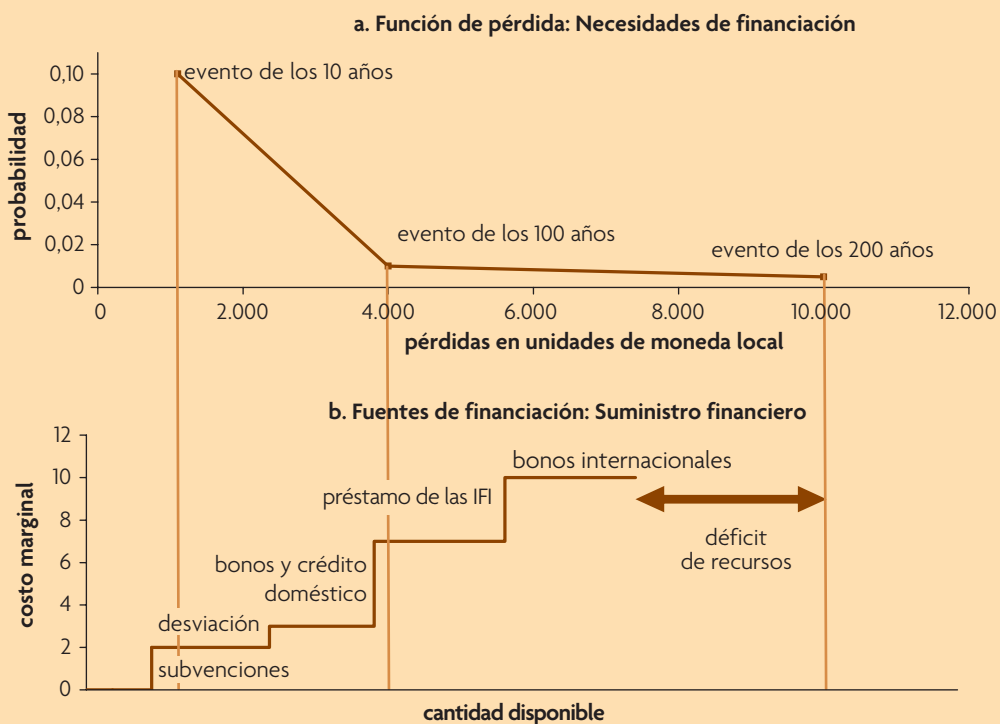 a. Función de pérdida: Necesidades de financiación
probabilidad
0,10
0,08
0,06
0,04
0,02
0
evento de los 10 años
evento de los 100 años
evento de los 200 años
0 2.000 4.000 6.000 8.000 10.000 12.000
pérdidas en unidades de moneda local
b. Fuentes de financiación: Suministro financiero
costo marginal
12
10
8
6
4
2
0
bonos internacionales
préstamo de las IFI
déficit
de recursos
bonos y crédito
doméstico
desviación
subvenciones
cantidad disponible